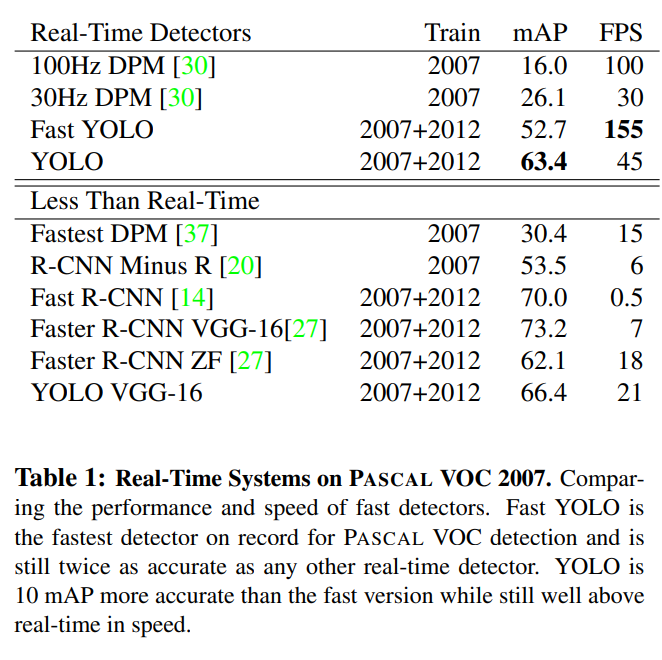 Real-Time Detectors Train mAP FPS
100Hz DPM [30] 2007 16.0 100
30Hz DPM [30] 2007 26.1 30
Fast YOLO 2007+2012 52.7 155
YOLO 2007+2012 63.4 45
Less Than Real-Time
Fastest DPM [37] 2007 30.4 15
R-CNN Minus R [20] 2007 53.5 6
Fast R-CNN [14] 2007+2012 70.0 0.5
Faster R-CNN VGG-16[27] 2007+2012 73.2 7
Faster R-CNN ZF [27] 2007+2012 62.1 18
YOLO VGG-16 2007+2012 66.4 21
Table 1: Real-Time Systems on PASCAL VOC 2007. Compar-
ing the performance and speed of fast detectors. Fast YOLO is
the fastest detector on record for PASCAL VOC detection and is
still twice as accurate as any other real-time detector. YOLO is
10 mAP more accurate than the fast version while still well above
real-time in speed.